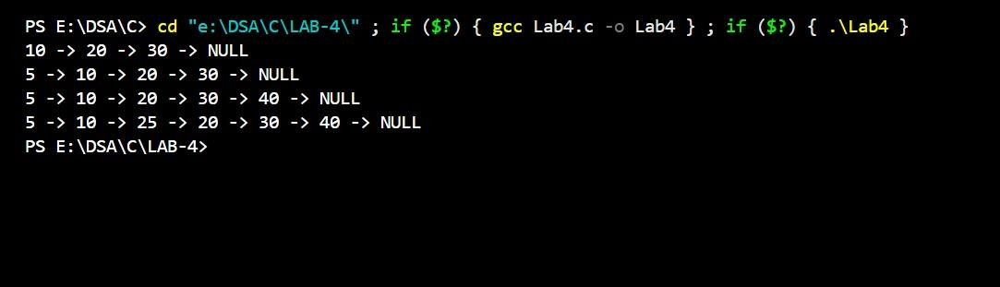 PS E:\DSA\C> cd "e:\DSA\C\LAB-4\" ; if ($?) { gcc Lab4.c -o Lab4 } ; if ($?) { .\Lab4 }
10 -> 20 -> 30 -> NULL
5 -> 10 -> 20 -> 30 -> NULL
5 -> 10 -> 20 -> 30 -> 40 -> NULL
5 -> 10 -> 25 -> 20 -> 30 -> 40 -> NULL
PS E:\DSA\C\LAB-4>